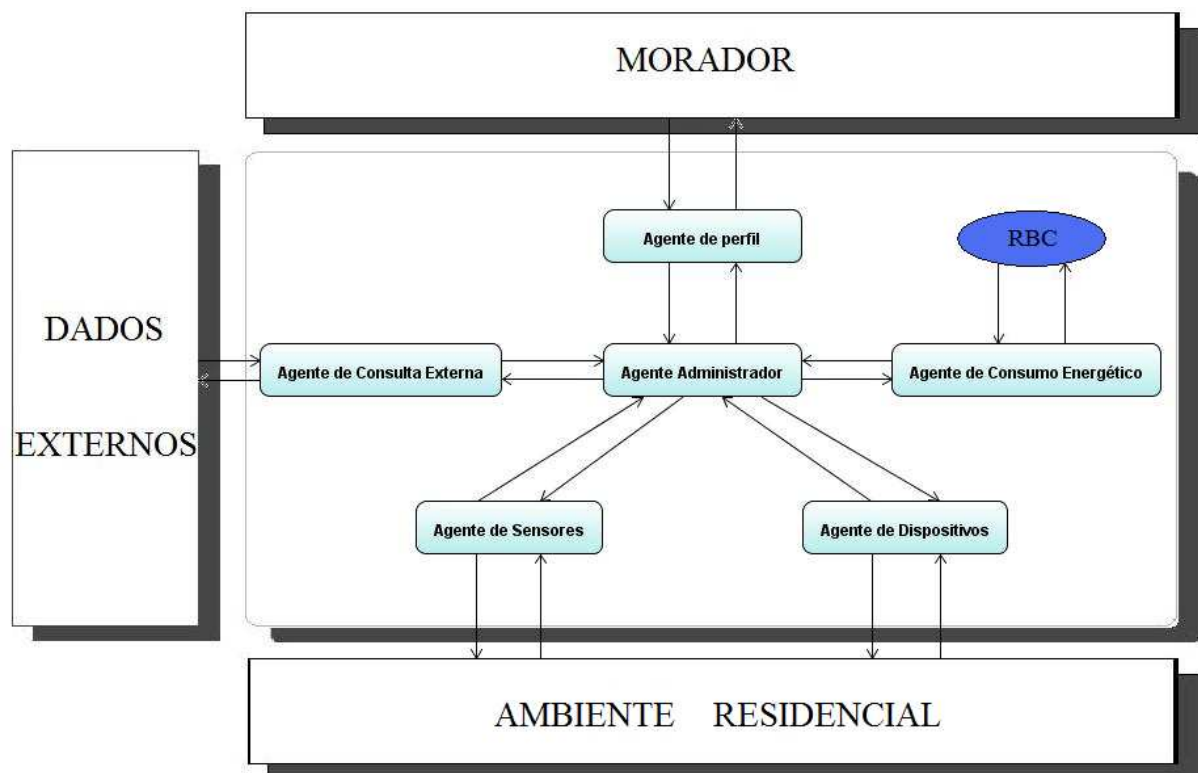 MORADOR
Agente de perfil
RBC
DADOS
EXTERNOS
Agente de Consulta Externa
Agente Administrador
Agente de Consumo Energético
Agente de Sensores
Agente de Dispositivos
AMBIENTE RESIDENCIAL